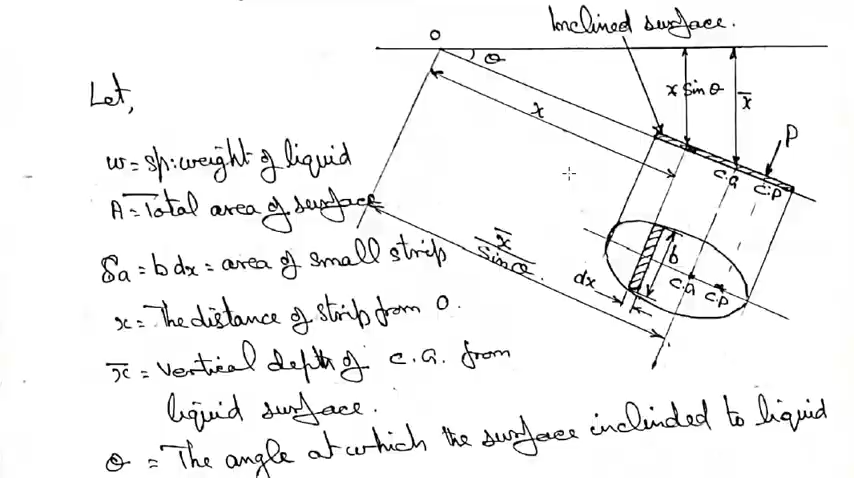 Inclined surface.
O
θ
x sin θ
x̄
x
P
Let,
w = sp: weight of liquid
C.G
C.P
A = Total area of surface
x̄ / Sinθ
b
δa = b dx = area of small strip
dx
C.G
C.P
x = The distance of strip from O.
x̄ = Vertical depth of C.G. from
liquid surface.
θ = The angle at which the surface inclinded to liquid